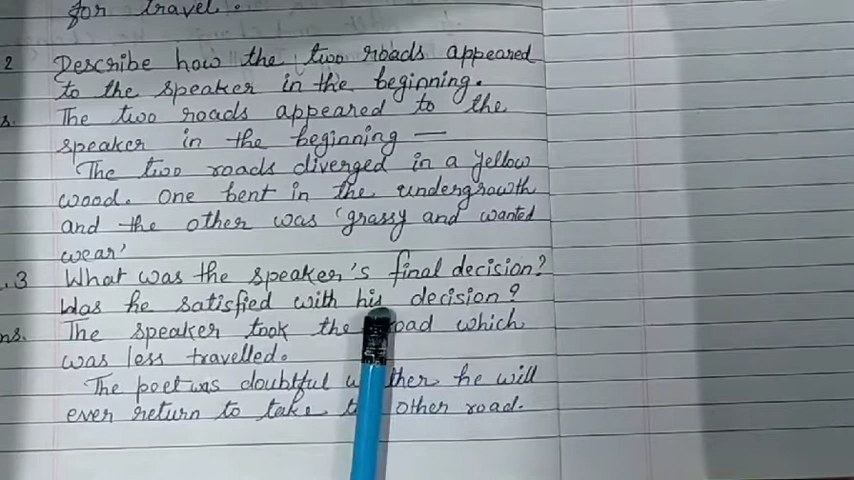 for travel.
2 Describe how the two roads appeared
to the speaker in the beginning.
s. The two roads appeared to the
speaker in the beginning —
The two roads diverged in a yellow
wood. One bent in the undergrowth
and the other was 'grassy and wanted
wear'
.3 What was the speaker's final decision?
Was he satisfied with his decision?
ns. The speaker took the road which
was less travelled.
The poet was doubtful he will
ever return to take other road.